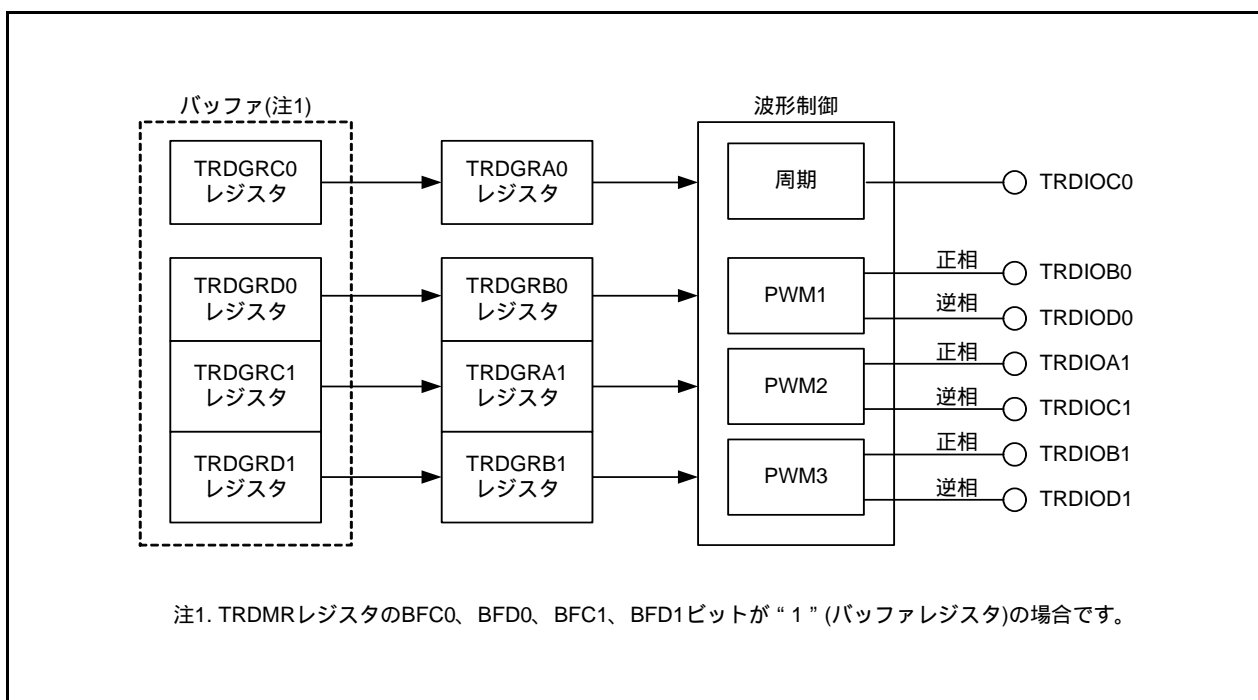 バッファ(注1)
波形制御
TRDGRC0
レジスタ
TRDGRA0
レジスタ
周期
TRDIOC0
TRDGRD0
レジスタ
TRDGRB0
レジスタ
PWM1
正相
TRDIOB0
逆相
TRDIOD0
TRDGRC1
レジスタ
TRDGRA1
レジスタ
PWM2
正相
TRDIOA1
逆相
TRDIOC1
TRDGRD1
レジスタ
TRDGRB1
レジスタ
PWM3
正相
TRDIOB1
逆相
TRDIOD1
注1. TRDMRレジスタのBFC0、BFD0、BFC1、BFD1ビットが “ 1 ” (バッファレジスタ)の場合です。